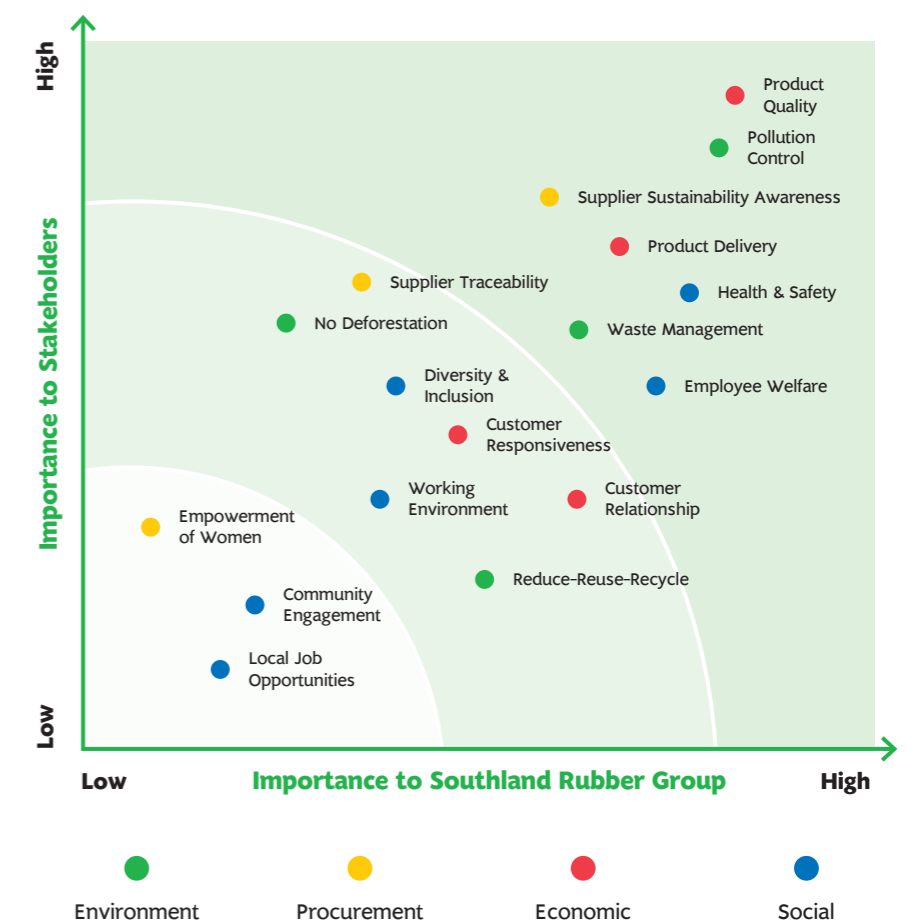 High
Importance to Stakeholders
Low
Product
Quality
Pollution
Control
Supplier Sustainability Awareness
Product Delivery
Supplier Traceability
Health & Safety
No Deforestation
Waste Management
Diversity &
Inclusion
Employee Welfare
Customer
Responsiveness
Working
Environment
Customer
Relationship
Empowerment
of Women
Reduce-Reuse-Recycle
Community
Engagement
Local Job
Opportunities
Low
Importance to Southland Rubber Group
High
Environment
Procurement
Economic
Social